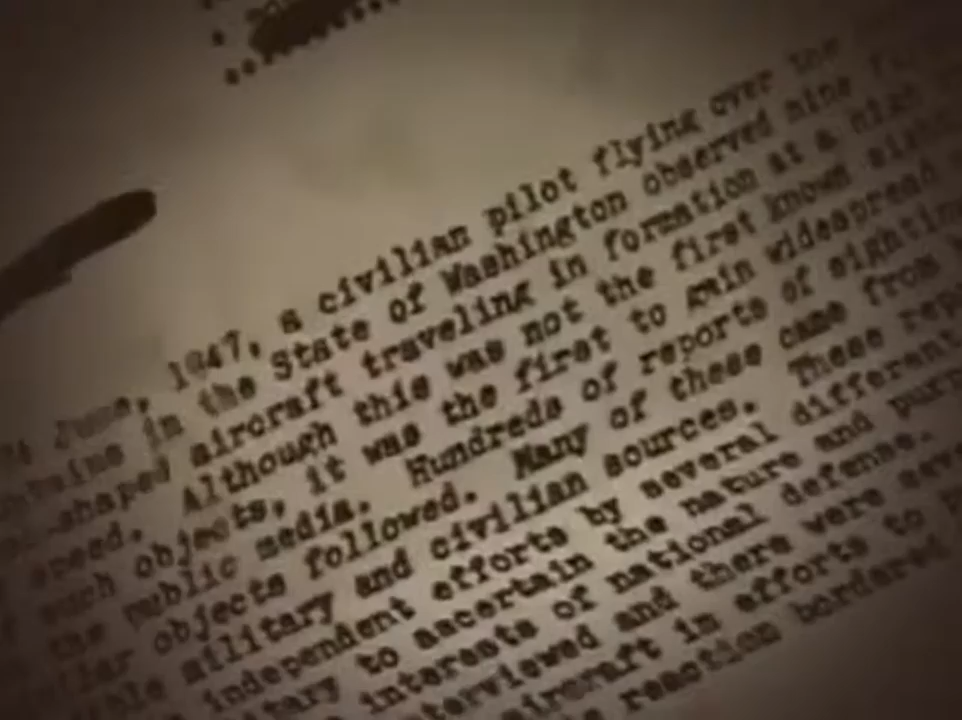 June, 1947, a civilian pilot flying over the
in the State of Washington observed nine
shaped aircraft traveling in formation at a high
speed. Although this was not the first known
such objects, it was the first to gain widespread
the public media. Hundreds of reports of
objects followed. Many of these came from
military and civilian sources. These
independent efforts by several different
to ascertain the nature and
interests of national defense.
and there were
aircraft in efforts to
reaction bordered